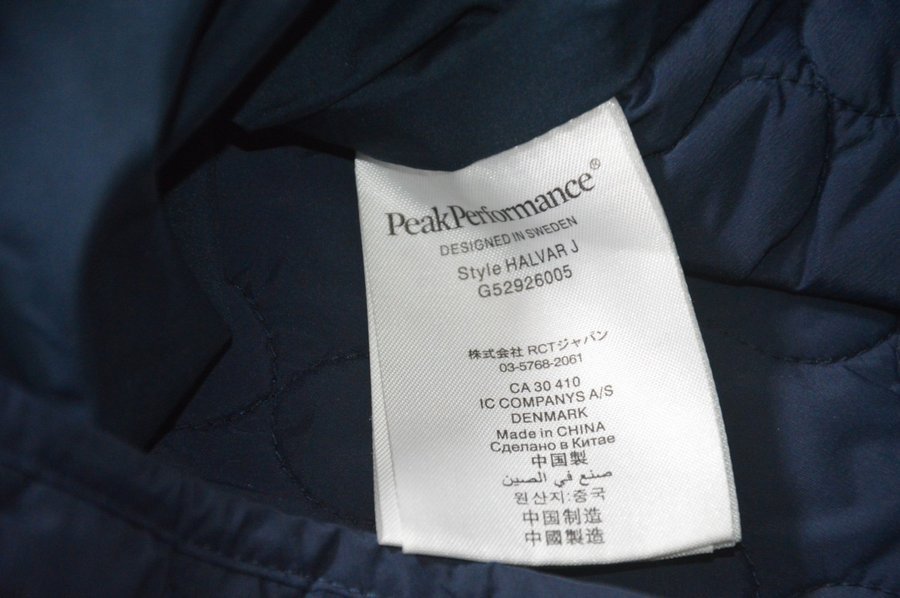 PeakPerformance®
DESIGNED IN SWEDEN
Style HALVAR J
G52926005
株式会社 RCTジャパン
03-5768-2061
CA 30 410
IC COMPANYS A/S
DENMARK
Made in CHINA
Сделано в Китае
中国製
صنع في الصين
원산지:중국
中国制造
中國製造